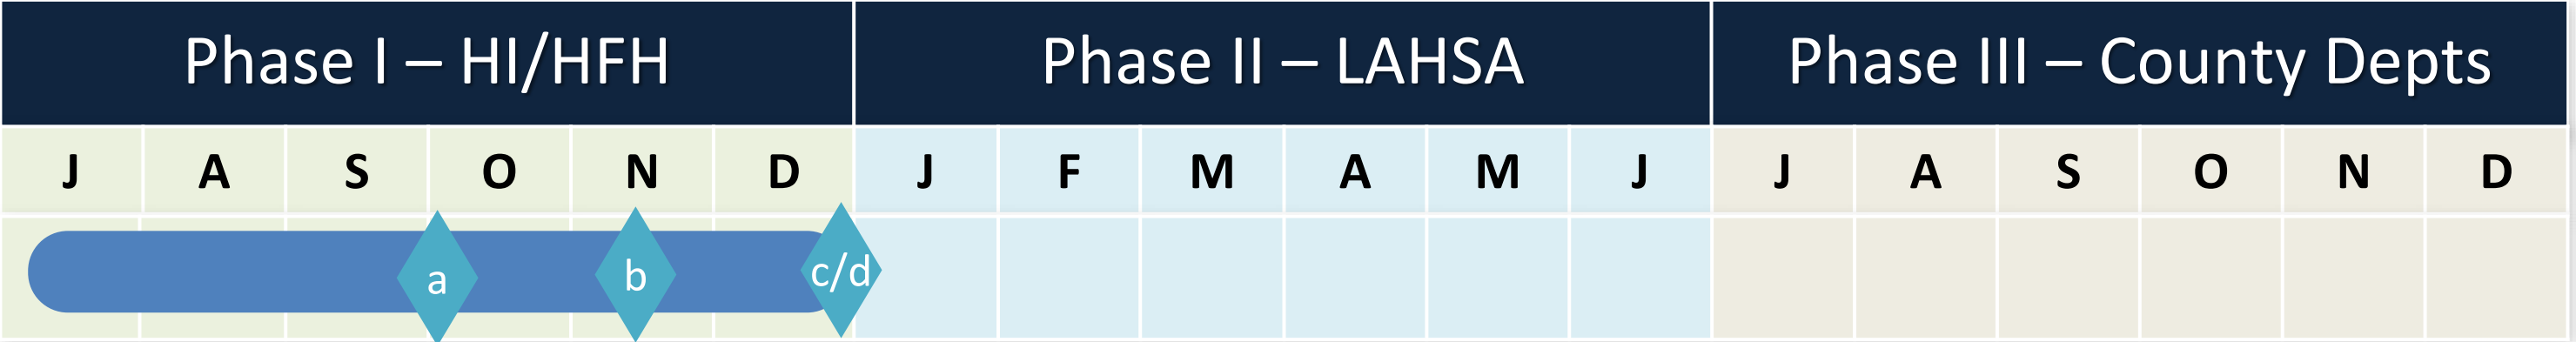 Phase I – HI/HFH Phase II – LAHSA Phase III – County Depts
J A S O N D J F M A M J J A S O N D
a b c/d